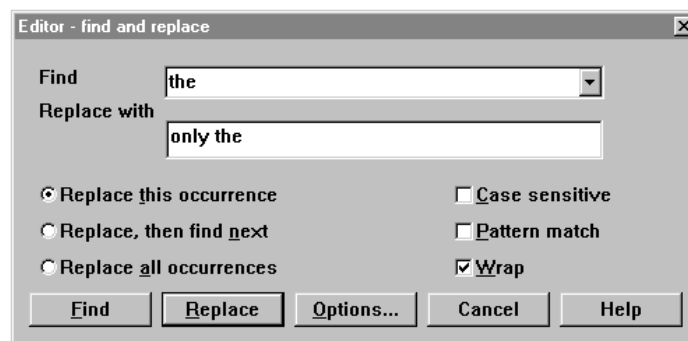 Editor - find and replace
Find
the
Replace with
only the
Replace this occurrence
Case sensitive
Replace, then find next
Pattern match
Replace all occurrences
Wrap
Find
Replace
Options...
Cancel
Help